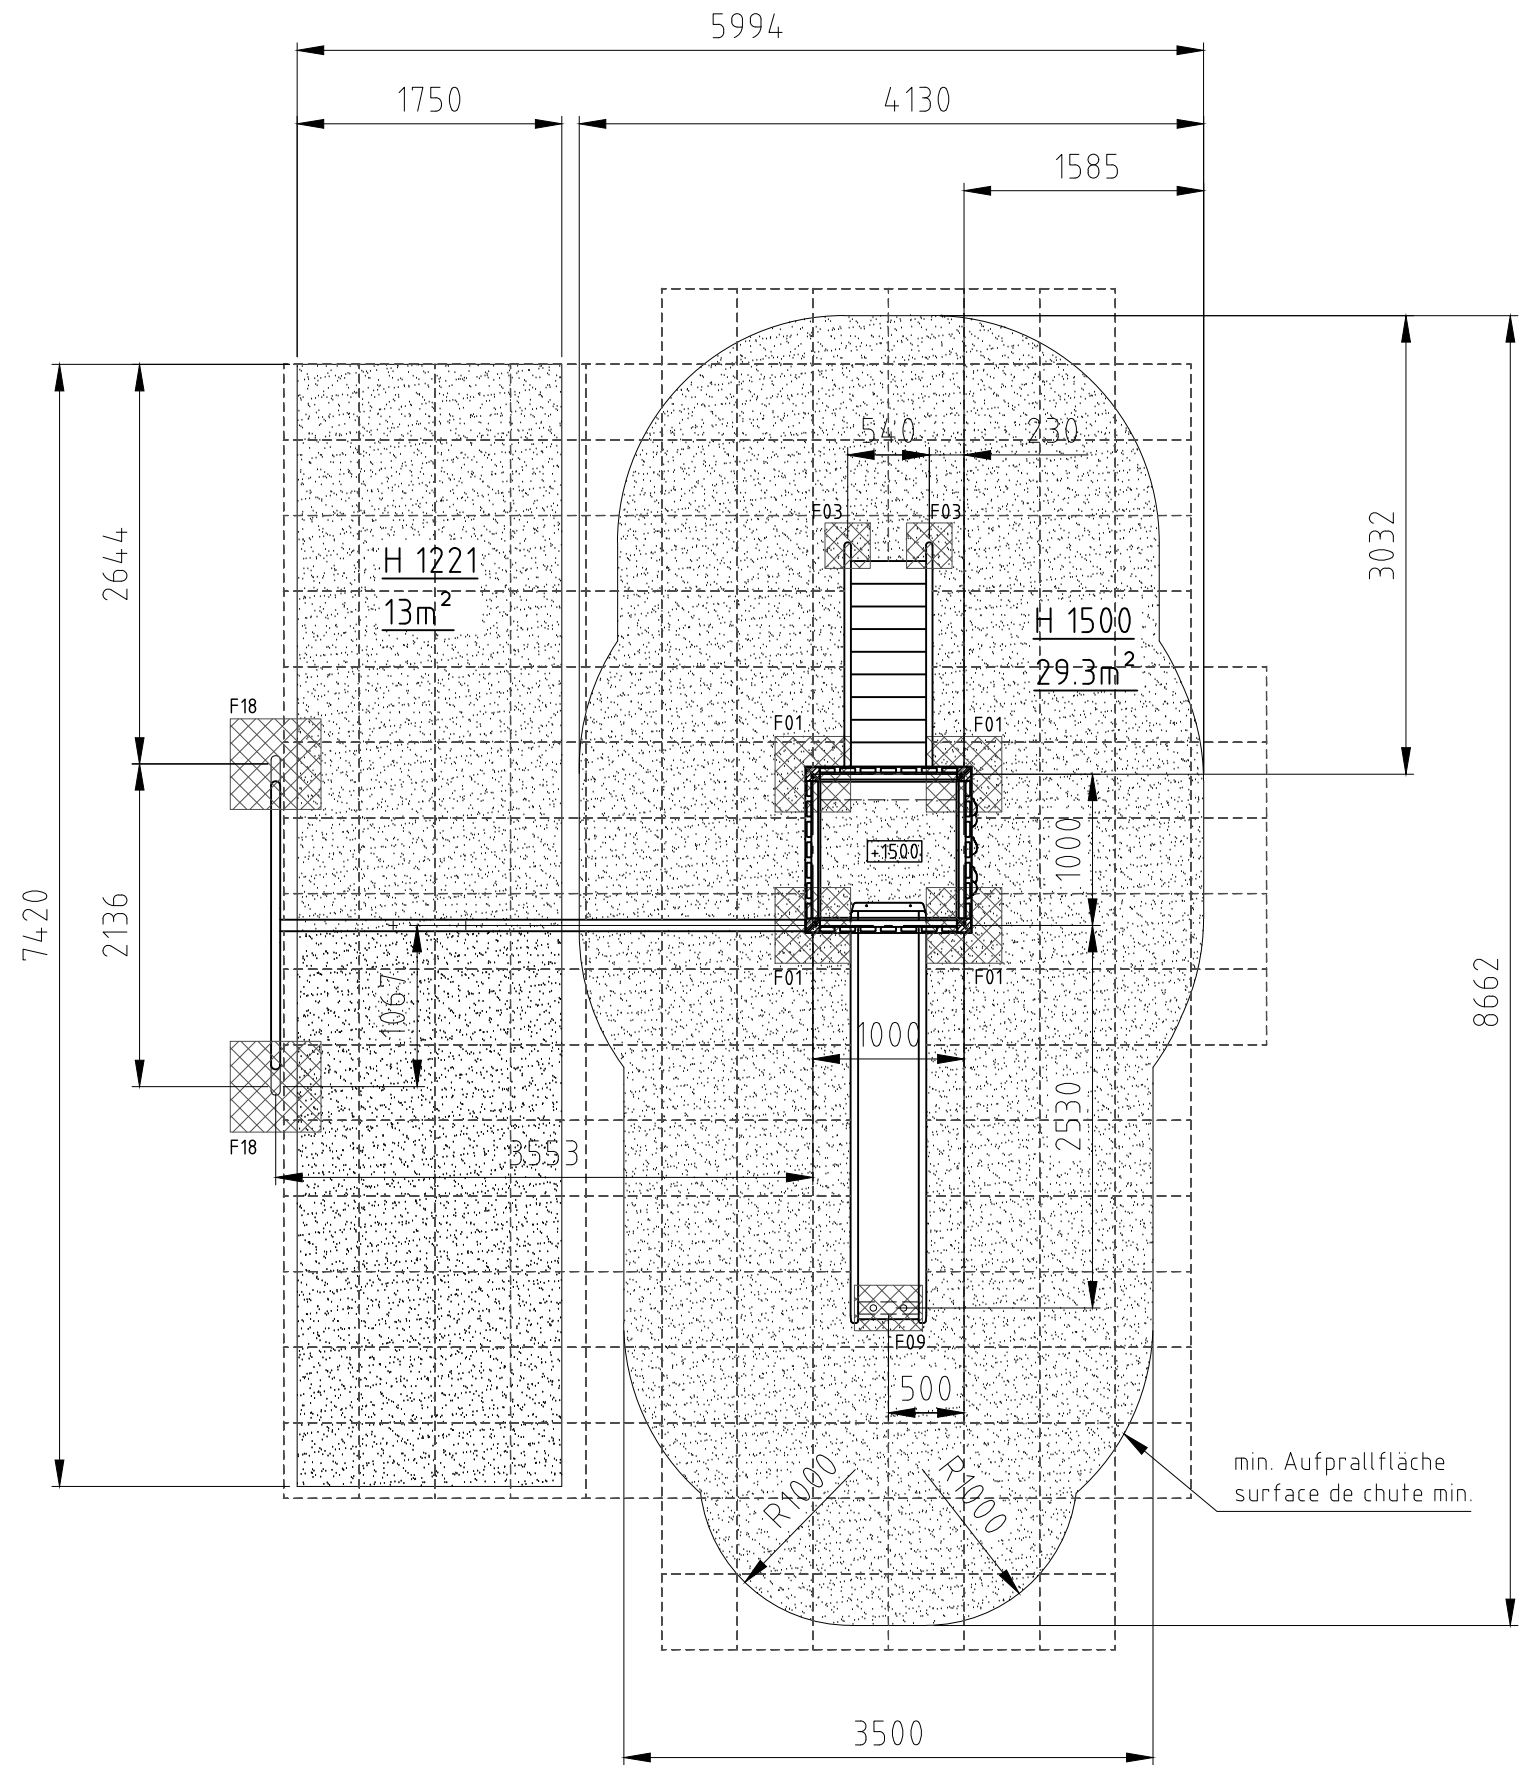 5994
1750
4130
1585
540
230
F03
F03
2644
3032
H 1221
13m²
H 1500
29.3m²
F18
F01
F01
1000
+1500
7420
2136
8662
1067
F01
F01
1000
2530
F18
3553
F09
500
R1000
R1000
min. Aufprallfläche
surface de chute min.
3500